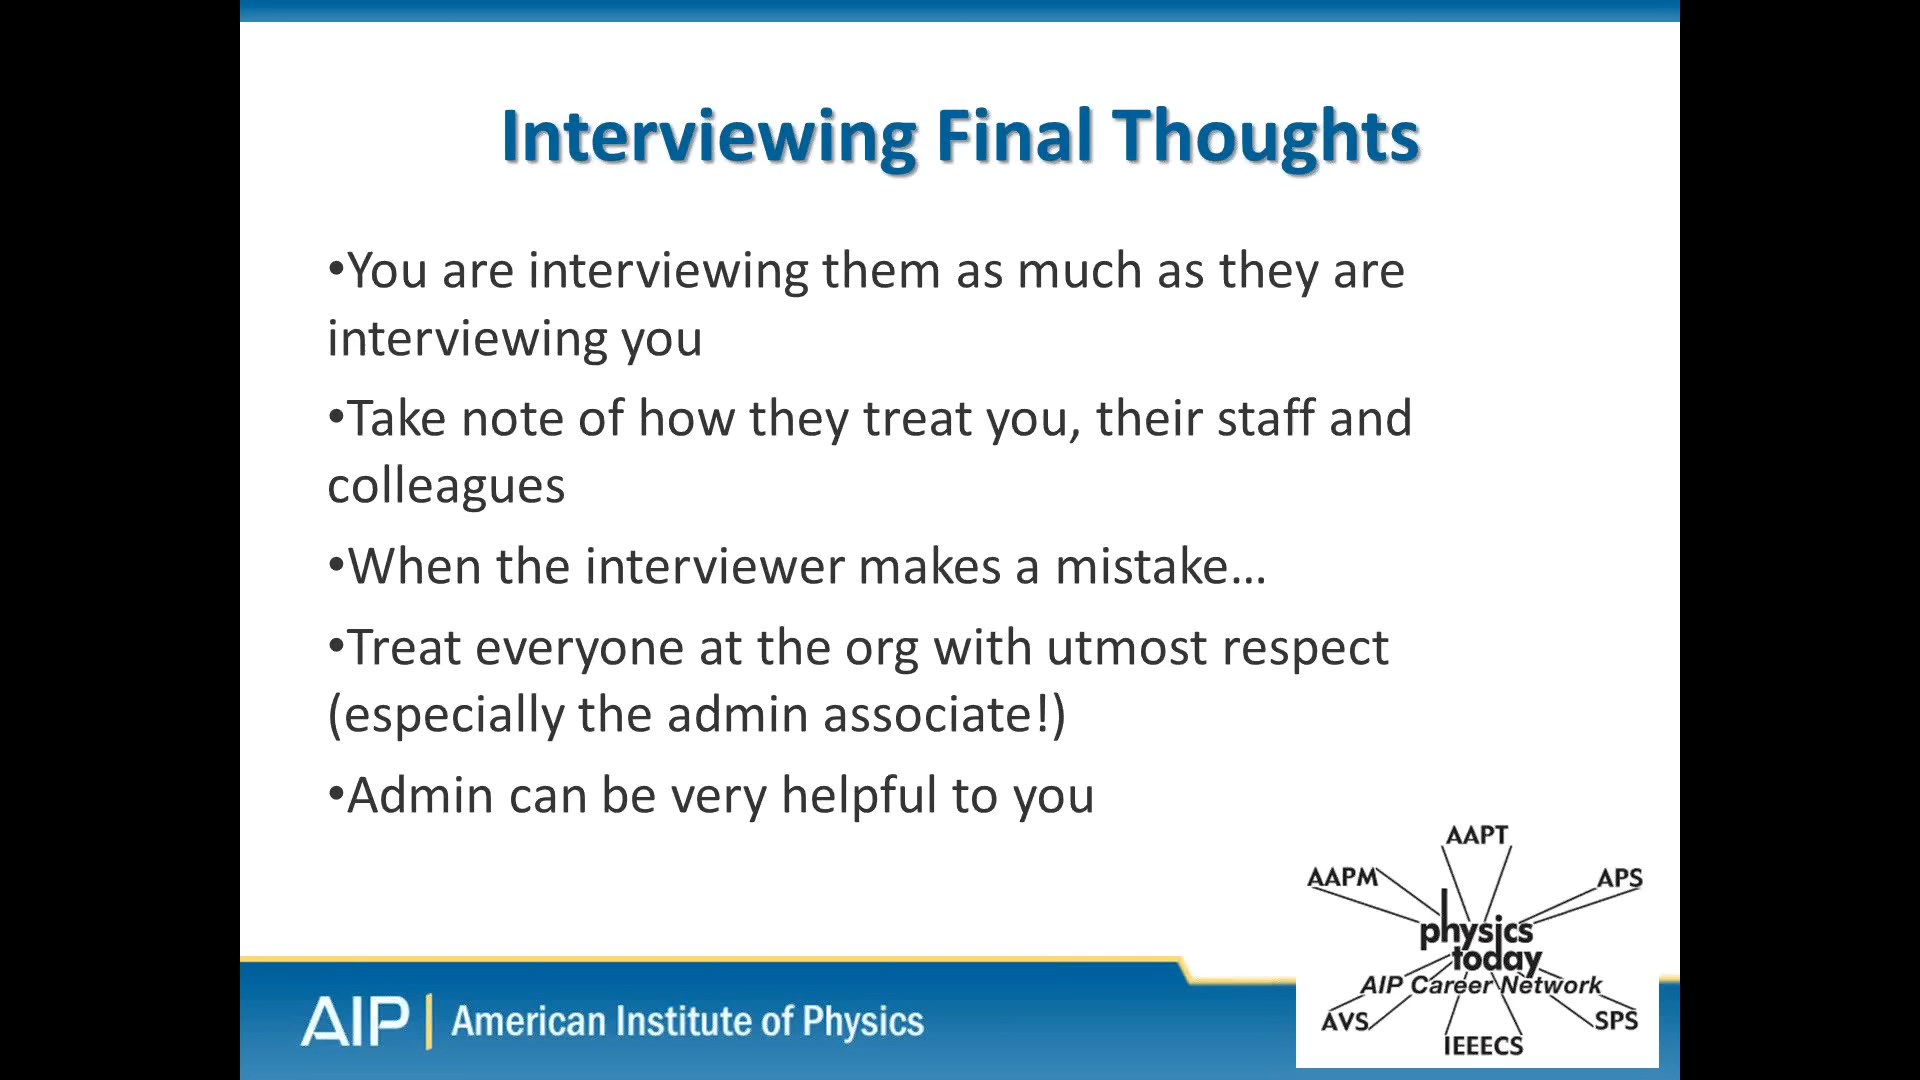 Interviewing Final Thoughts
•You are interviewing them as much as they are
interviewing you
•Take note of how they treat you, their staff and
colleagues
•When the interviewer makes a mistake…
•Treat everyone at the org with utmost respect
(especially the admin associate!)
•Admin can be very helpful to you
AAPT
AAPM
APS
physics
today
AIP Career Network
AVS
SPS
IEEECS
AIP | American Institute of Physics